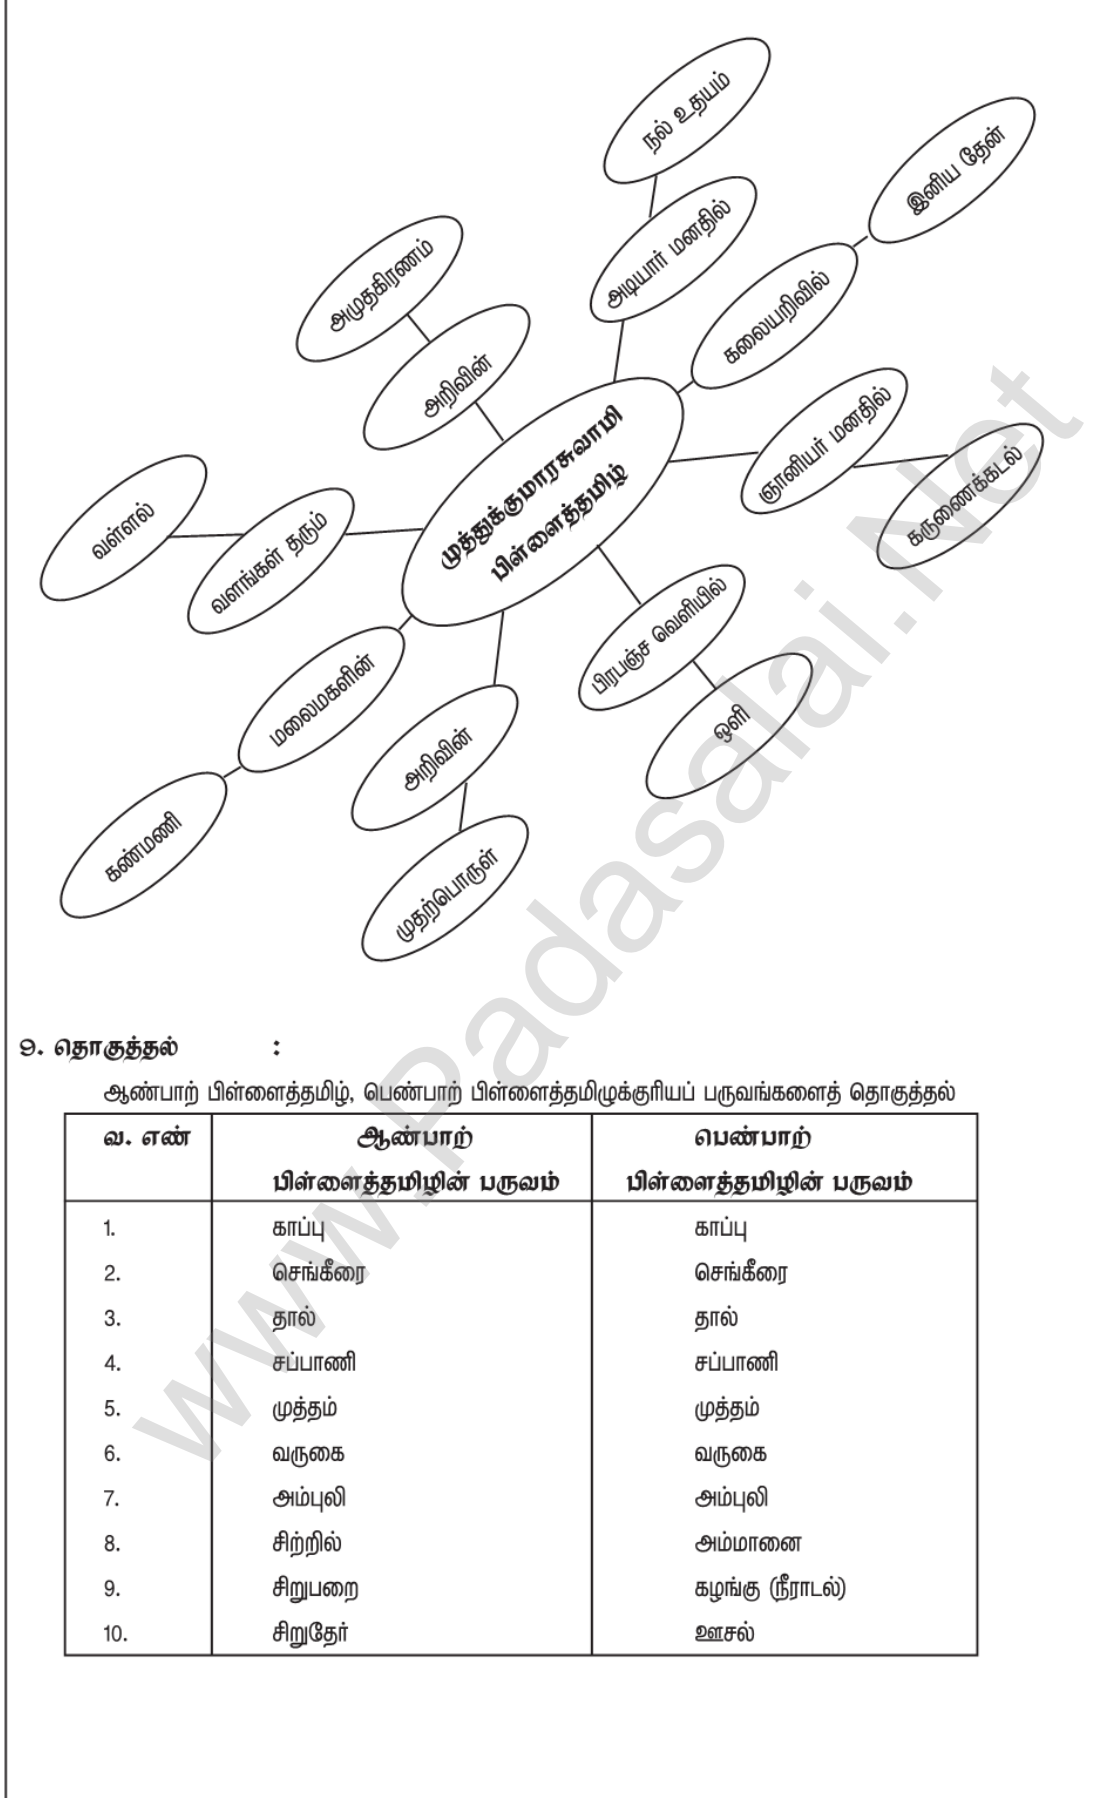 நல் உதயம்
அடியார் மனதில்
இனிய தேன்
கலையறிவில்
அமுதகிரணம்
அறிவின்
ஞானியர் மனதில்
கருணைக்கடல்
முத்துக்குமாரசுவாமி
பிள்ளைத்தமிழ்
வள்ளல்
வளங்கள் தரும்
பிரபஞ்ச வெளியில்
ஒளி
மலைமகளின்
கண்மணி
அறிவின்
முதற்பொருள்
9. தொகுத்தல் :
ஆண்பாற் பிள்ளைத்தமிழ், பெண்பாற் பிள்ளைத்தமிழுக்குரியப் பருவங்களைத் தொகுத்தல்
வ. எண் ஆண்பாற் பெண்பாற்
பிள்ளைத்தமிழின் பருவம் பிள்ளைத்தமிழின் பருவம்
1. காப்பு காப்பு
2. செங்கீரை செங்கீரை
3. தால் தால்
4. சப்பாணி சப்பாணி
5. முத்தம் முத்தம்
6. வருகை வருகை
7. அம்புலி அம்புலி
8. சிற்றில் அம்மானை
9. சிறுபறை கழங்கு (நீராடல்)
10. சிறுதேர் ஊசல்
www.Padasalai.Net